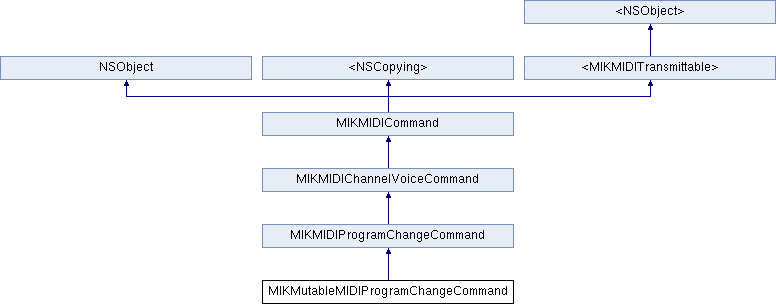 <NSObject>
NSObject
<NSCopying>
<MIKMIDITransmittable>
MIKMIDICommand
MIKMIDIChannelVoiceCommand
MIKMIDIProgramChangeCommand
MIKMutableMIDIProgramChangeCommand